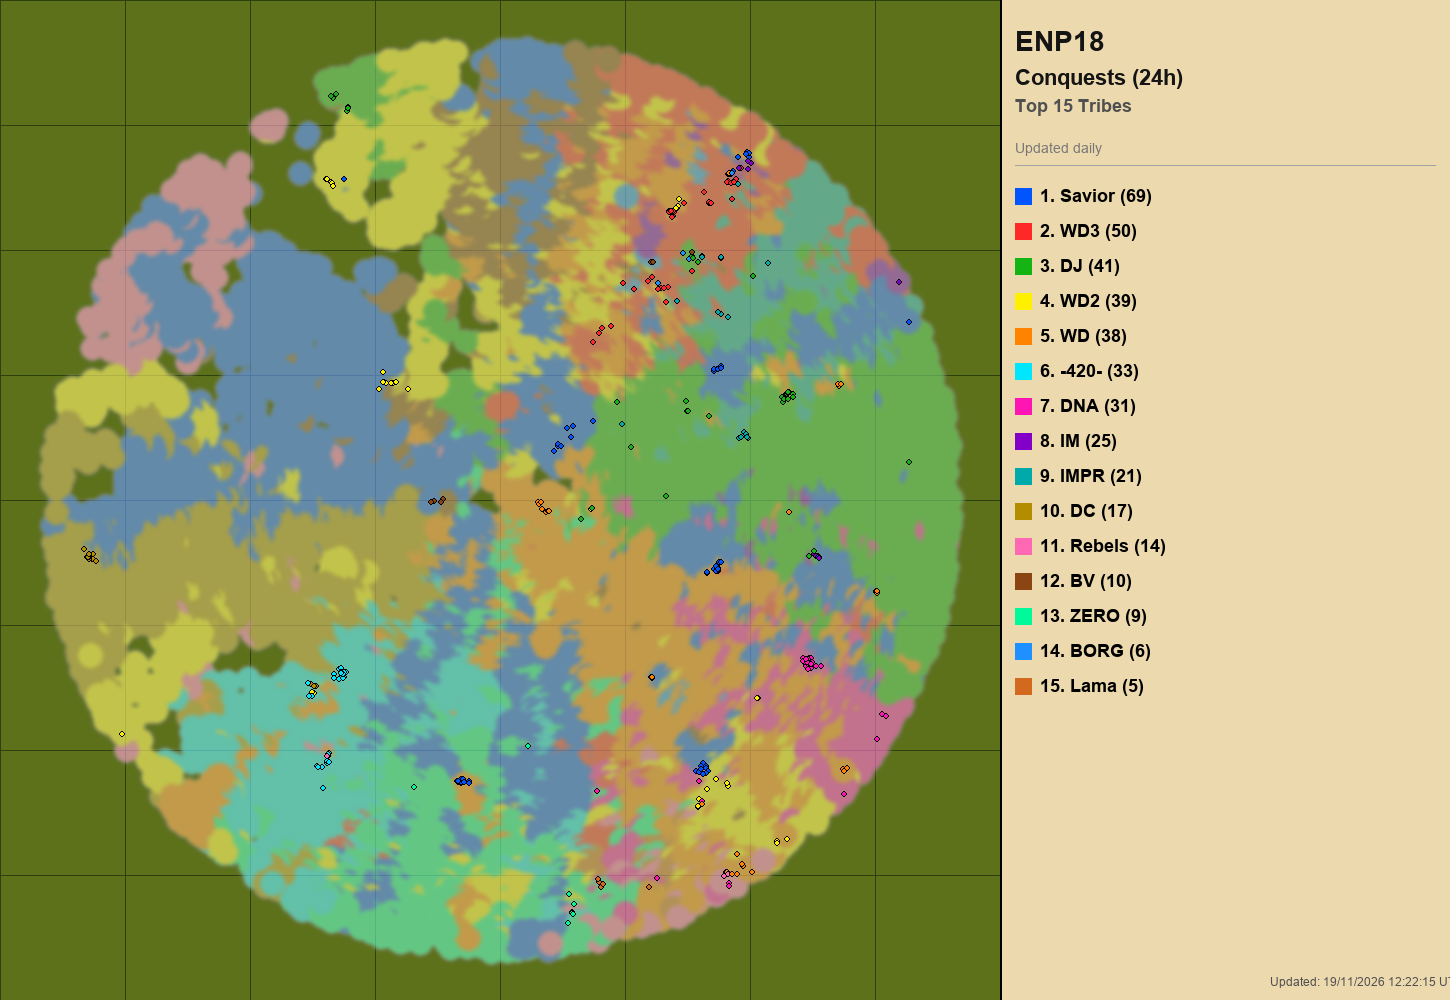 ENP18
Conquests (24h)
Top 15 Tribes
Updated daily
1. Savior (69)
2. WD3 (50)
3. DJ (41)
4. WD2 (39)
5. WD (38)
6. -420- (33)
7. DNA (31)
8. IM (25)
9. IMPR (21)
10. DC (17)
11. Rebels (14)
12. BV (10)
13. ZERO (9)
14. BORG (6)
15. Lama (5)
Updated: 19/11/2026 12:22:15 U